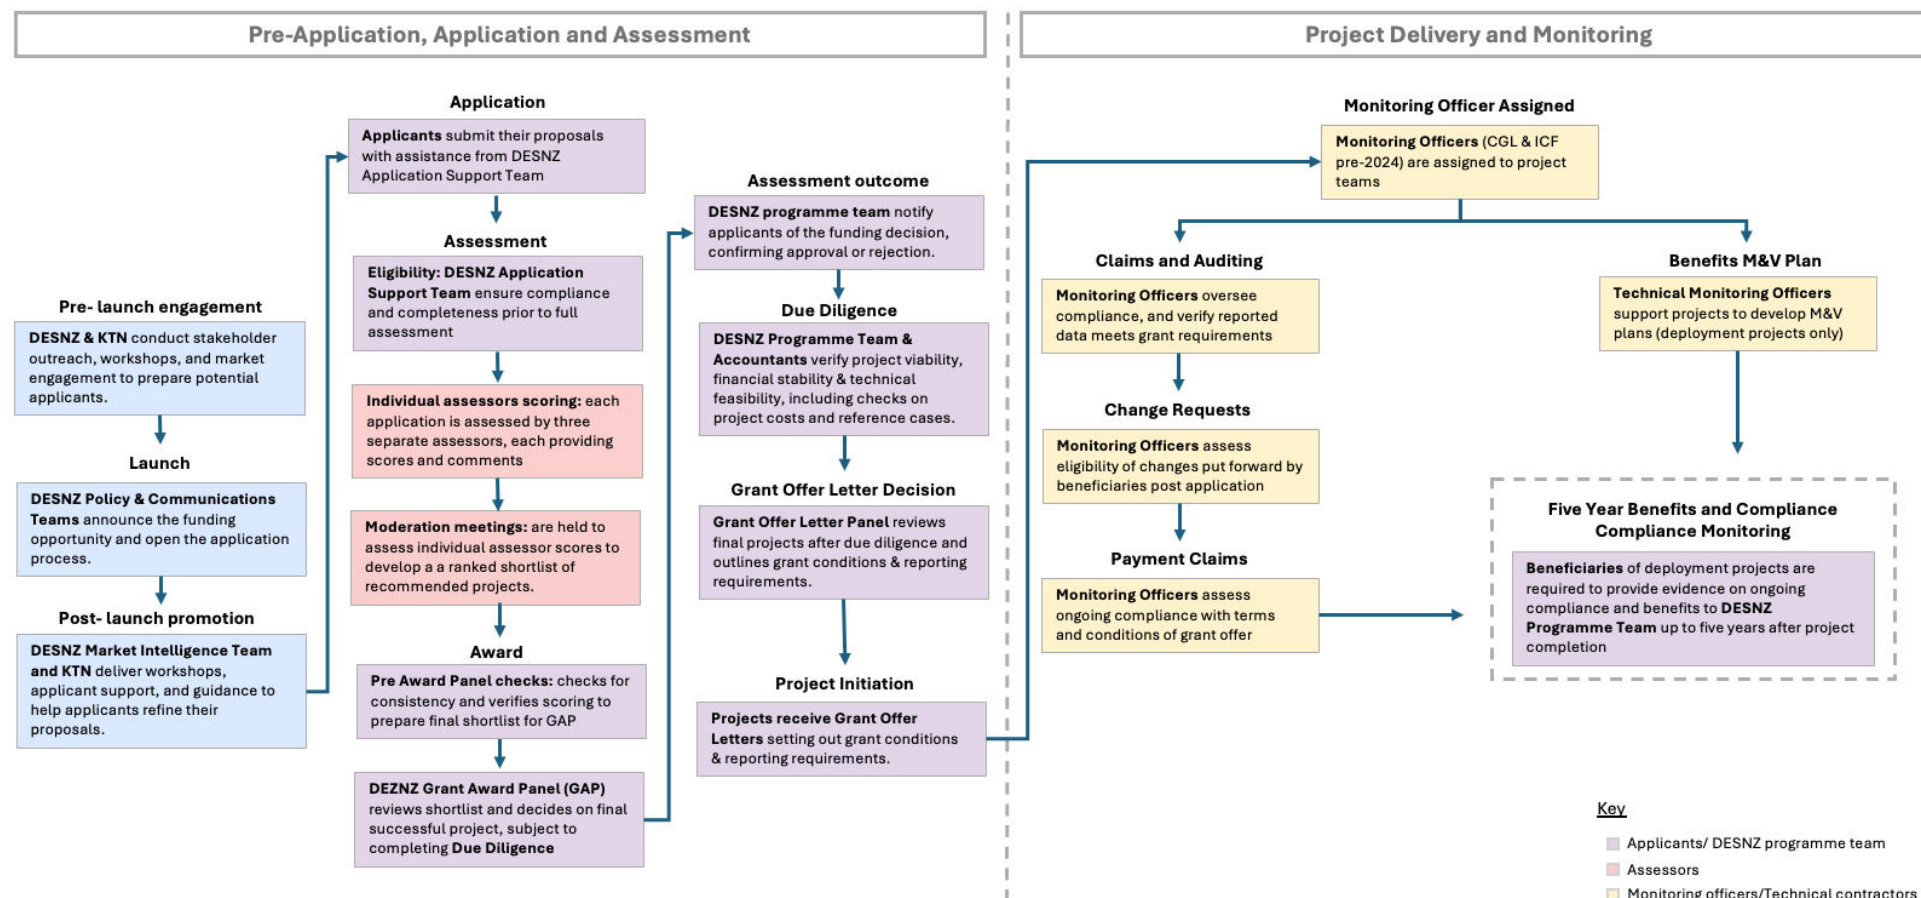 Pre-Application, Application and Assessment
Pre- launch engagement
DESNZ & KTN conduct stakeholder
outreach, workshops, and market
engagement to prepare potential
applicants.
Launch
DESNZ Policy & Communications
Teams announce the funding
opportunity and open the application
process.
Post- launch promotion
DESNZ Market Intelligence Team
and KTN deliver workshops,
applicant support, and guidance to
help applicants refine their
proposals.
Application
Applicants submit their proposals
with assistance from DESNZ
Application Support Team
Assessment
Eligibility: DESNZ Application
Support Team ensure compliance
and completeness prior to full
assessment
Individual assessors scoring: each
application is assessed by three
separate assessors, each providing
scores and comments
Moderation meetings: are held to
assess individual assessor scores to
develop a a ranked shortlist of
recommended projects.
Award
Pre Award Panel checks: checks for
consistency and verifies scoring to
prepare final shortlist for GAP
DEZNZ Grant Award Panel (GAP)
reviews shortlist and decides on final
successful project, subject to
completing Due Diligence
Assessment outcome
DESNZ programme team notify
applicants of the funding decision,
confirming approval or rejection.
Due Diligence
DESNZ Programme Team &
Accountants verify project viability,
financial stability & technical
feasibility, including checks on
project costs and reference cases.
Grant Offer Letter Decision
Grant Offer Letter Panel reviews
final projects after due diligence and
outlines grant conditions & reporting
requirements.
Project Initiation
Projects receive Grant Offer
Letters setting out grant conditions
& reporting requirements.
Project Delivery and Monitoring
Monitoring Officer Assigned
Monitoring Officers (CGL & ICF
pre-2024) are assigned to project
teams
Claims and Auditing
Monitoring Officers oversee
compliance, and verify reported
data meets grant requirements
Change Requests
Monitoring Officers assess
eligibility of changes put forward by
beneficiaries post application
Payment Claims
Monitoring Officers assess
ongoing compliance with terms
and conditions of grant offer
Benefits M&V Plan
Technical Monitoring Officers
support projects to develop M&V
plans (deployment projects only)
Five Year Benefits and Compliance
Compliance Monitoring
Beneficiaries of deployment projects are
required to provide evidence on ongoing
compliance and benefits to DESNZ
Programme Team up to five years after project
completion
Key
Applicants/ DESNZ programme team
Assessors
Monitoring officers/Technical contractors